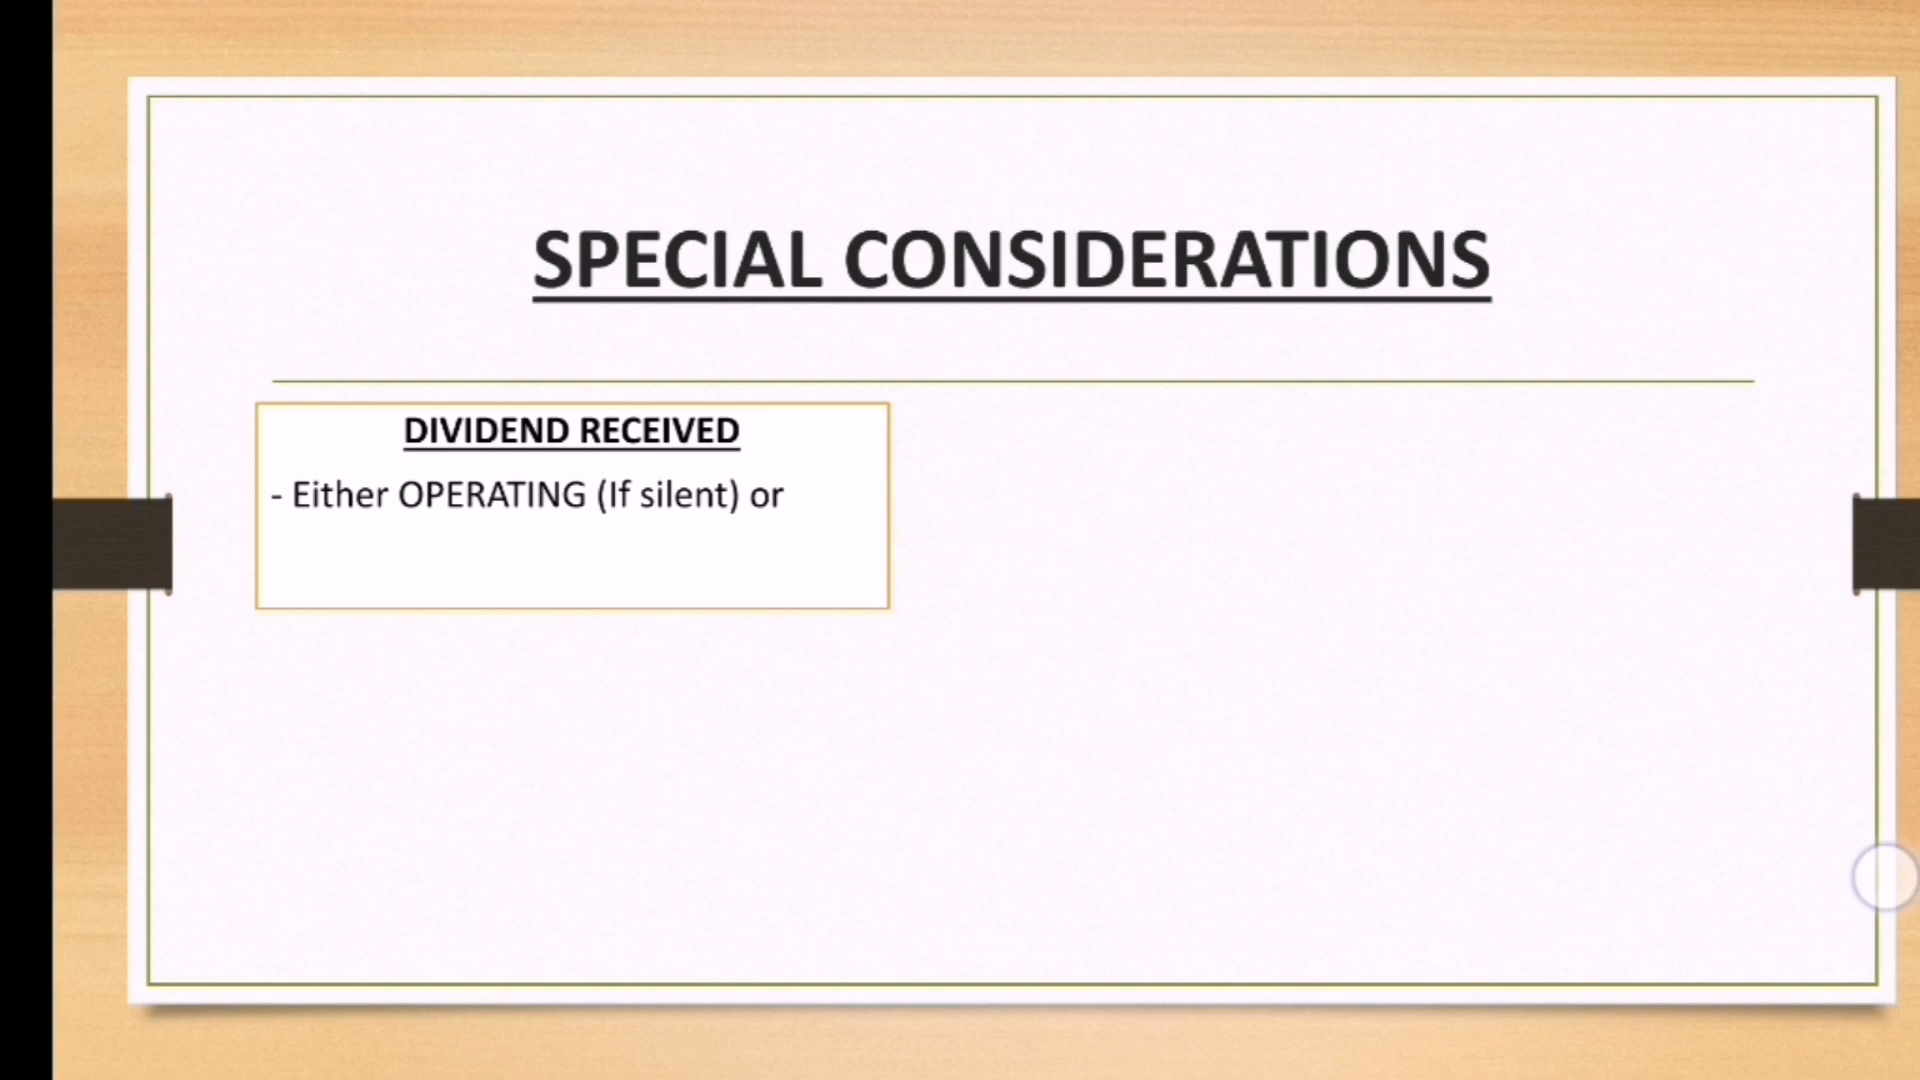 SPECIAL CONSIDERATIONS
DIVIDEND RECEIVED
- Either OPERATING (If silent) or